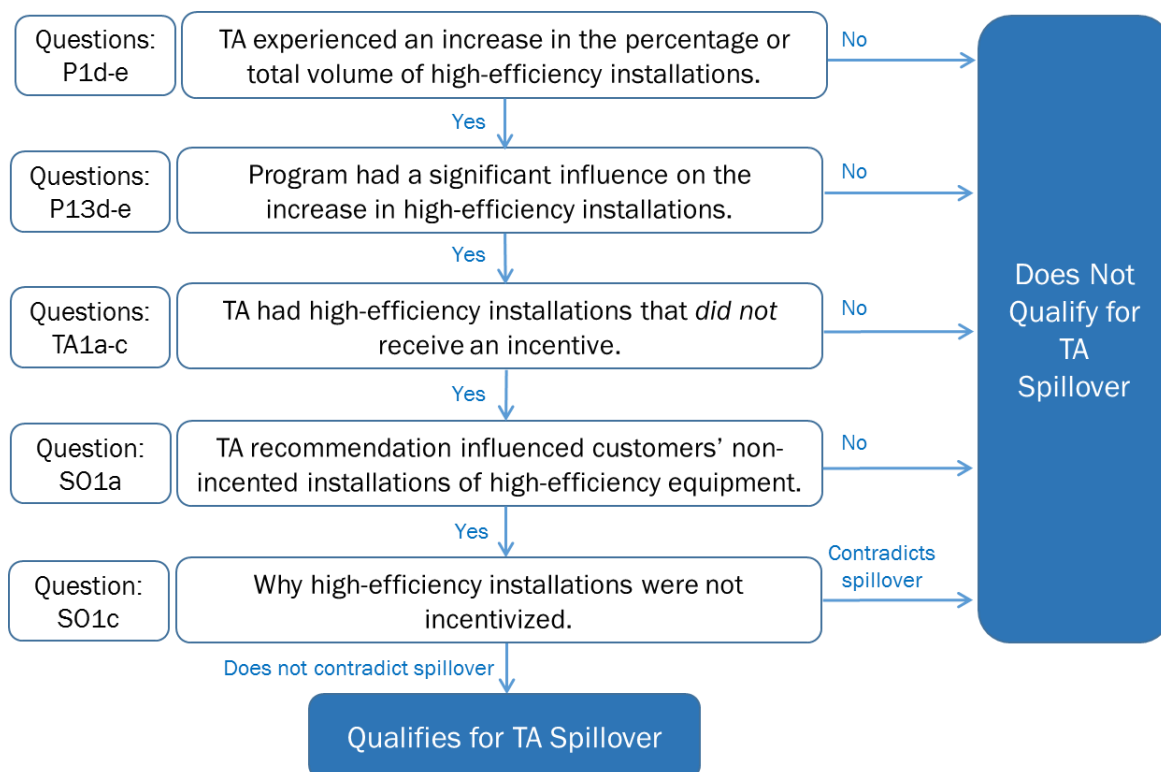 Questions:
P1d-e
TA experienced an increase in the percentage or
total volume of high-efficiency installations.
No
Yes
Questions:
P13d-e
Program had a significant influence on the
increase in high-efficiency installations.
No
Yes
Questions:
TA1a-c
TA had high-efficiency installations that did not
receive an incentive.
No
Yes
Question:
SO1a
TA recommendation influenced customers’ non-
incented installations of high-efficiency equipment.
No
Yes
Question:
SO1c
Why high-efficiency installations were not
incentivized.
Contradicts
spillover
Does not contradict spillover
Does Not
Qualify for
TA
Spillover
Qualifies for TA Spillover